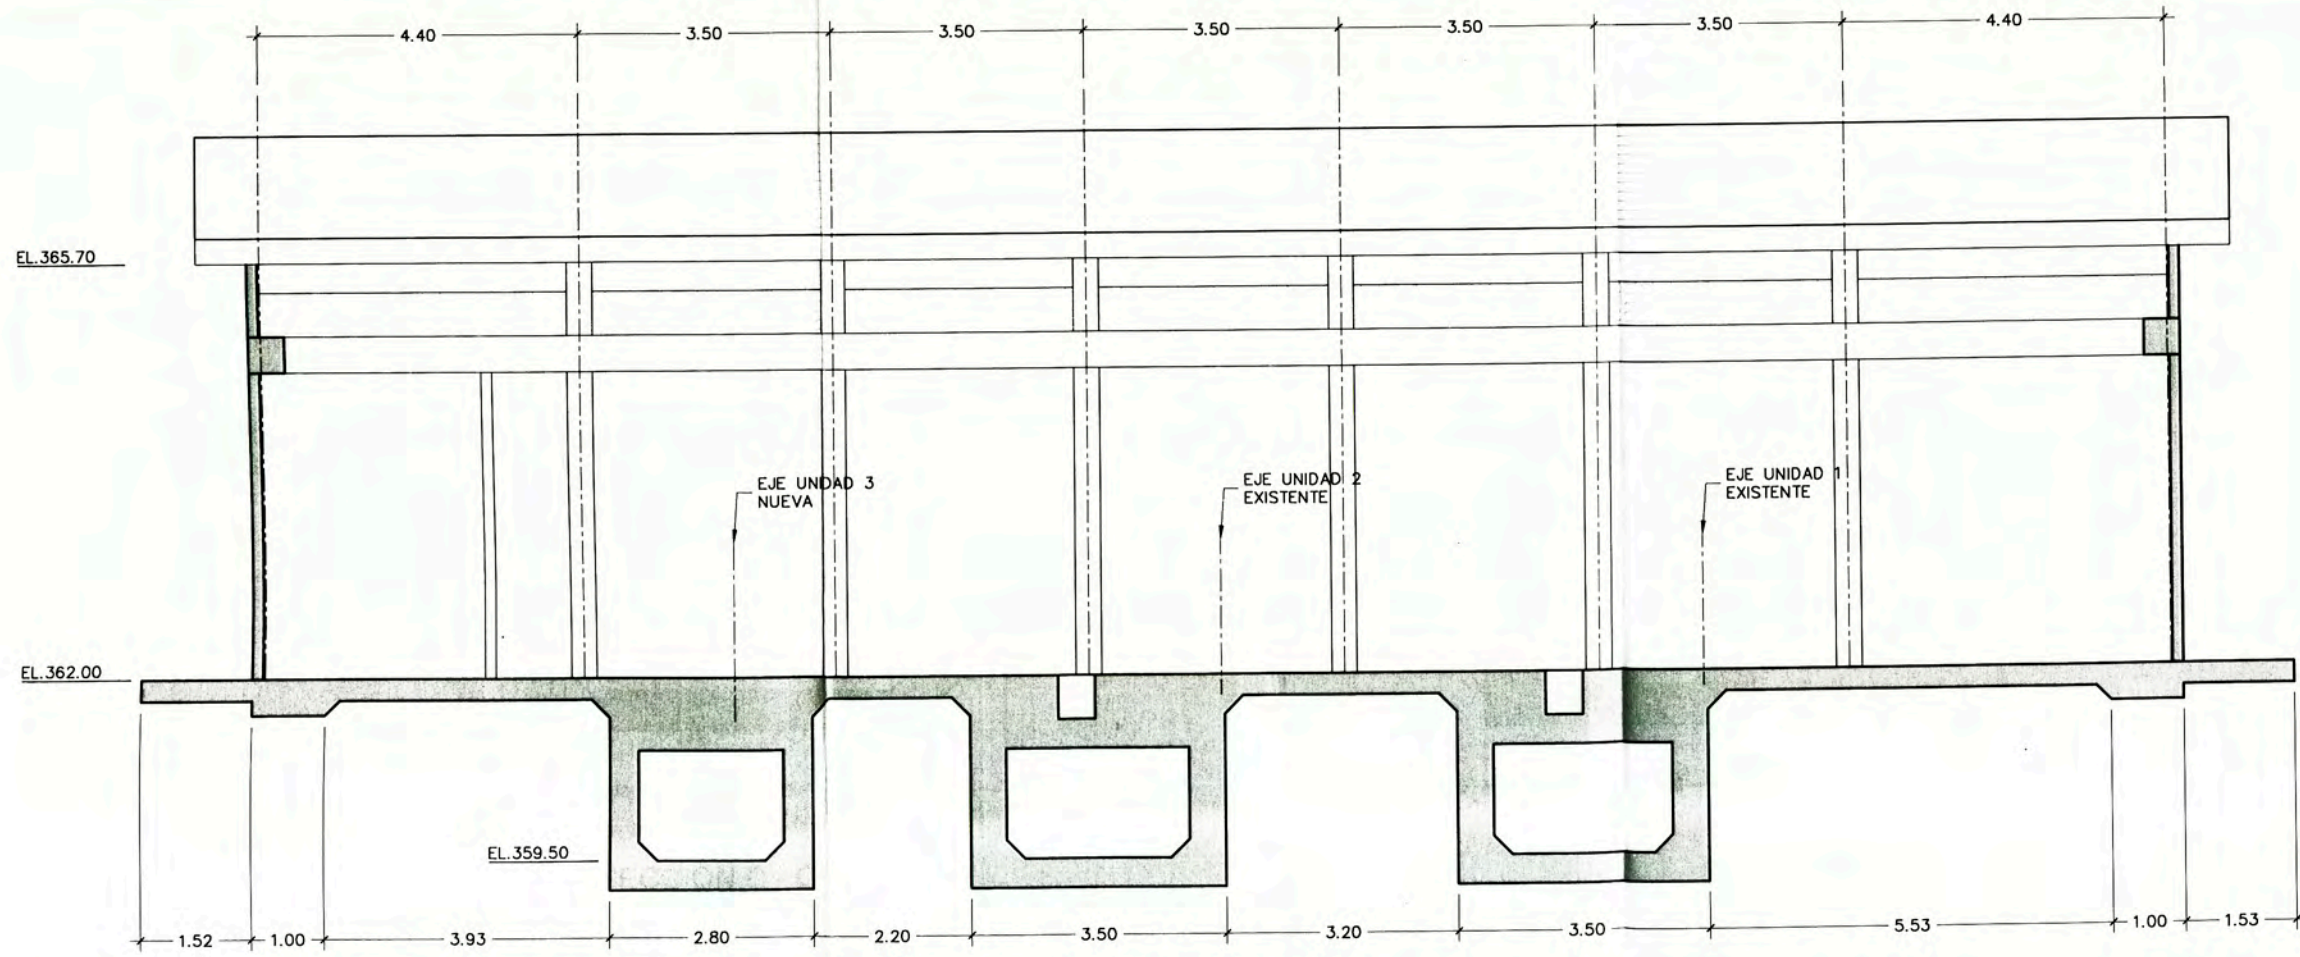 4.40 3.50 3.50 3.50 3.50 3.50 4.40
EL.365.70
EJE UNIDAD 3
NUEVA
EJE UNIDAD 2
EXISTENTE
EJE UNIDAD 1
EXISTENTE
EL.362.00
EL.359.50
1.52 1.00 3.93 2.80 2.20 3.50 3.20 3.50 5.53 1.00 1.53